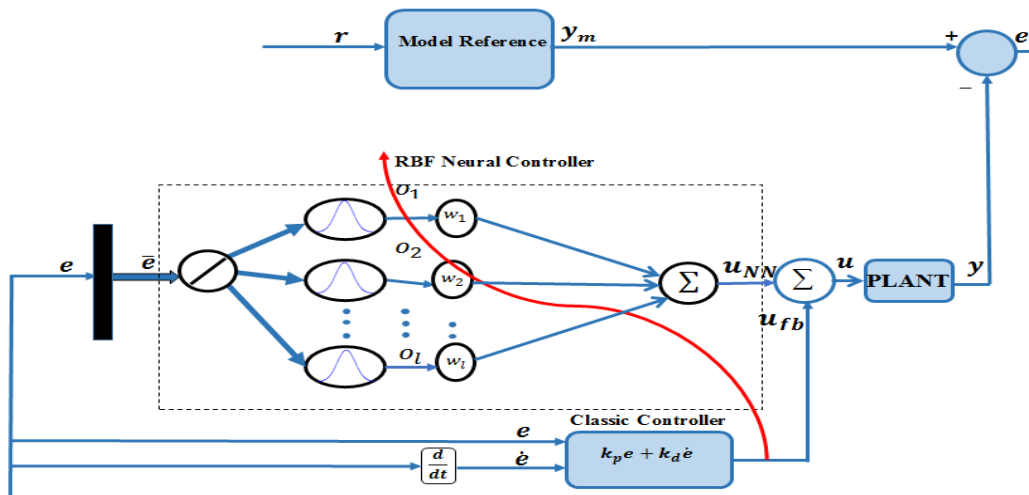 r
Model Reference
y_m
+
e
−
RBF Neural Controller
O_1
w_1
e
ē
O_2
w_2
Σ
u_NN
Σ
u
PLANT
y
u_fb
O_l
w_l
Classic Controller
e
k_p e + k_d ė
d/dt
ė